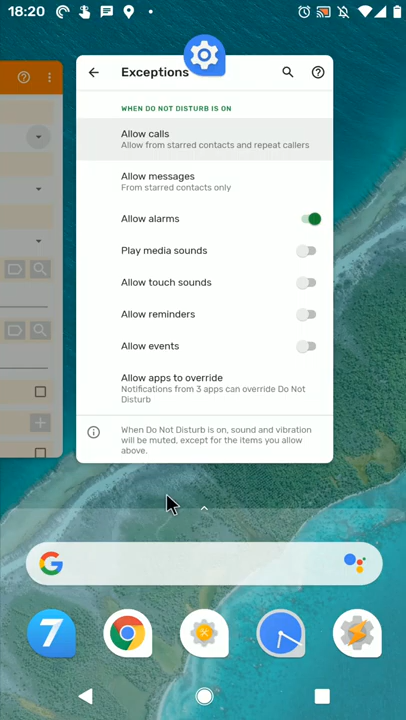 18:20
Exceptions
WHEN DO NOT DISTURB IS ON
Allow calls
Allow from starred contacts and repeat callers
Allow messages
From starred contacts only
Allow alarms
Play media sounds
Allow touch sounds
Allow reminders
Allow events
Allow apps to override
Notifications from 3 apps can override Do Not
Disturb
When Do Not Disturb is on, sound and vibration
will be muted, except for the items you allow
above.
G
7